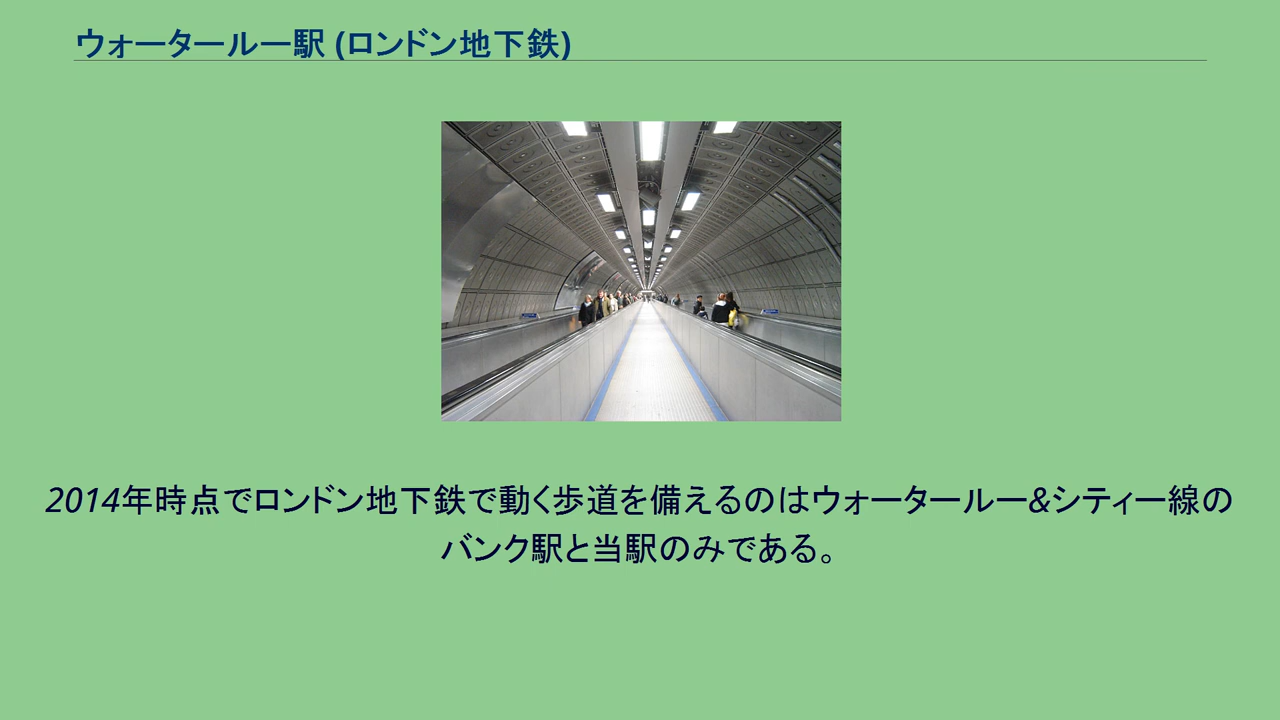 ウォータールー駅 (ロンドン地下鉄)
2014年時点でロンドン地下鉄で動く歩道を備えるのはウォータールー&シティー線の
バンク駅と当駅のみである。